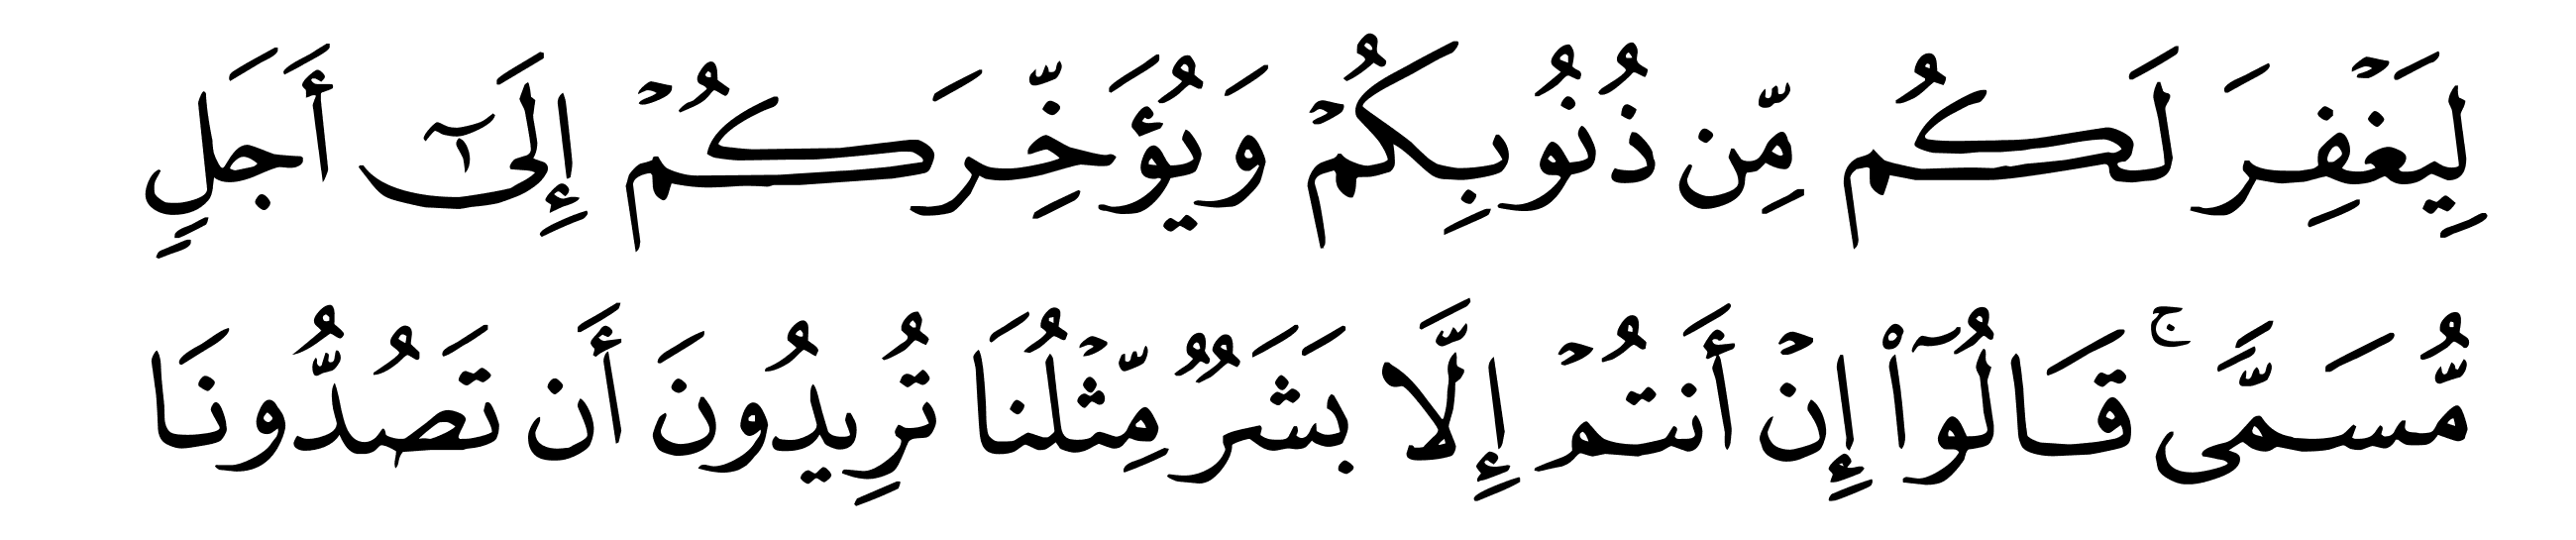 لِيَغۡفِرَ لَكُم مِّن ذُنُوبِكُمۡ وَيُؤَخِّرَكُمۡ إِلَىٰٓ أَجَلٖ
مُّسَمّٗىۚ قَالُوٓاْ إِنۡ أَنتُمۡ إِلَّا بَشَرٞ مِّثۡلُنَا تُرِيدُونَ أَن تَصُدُّونَا